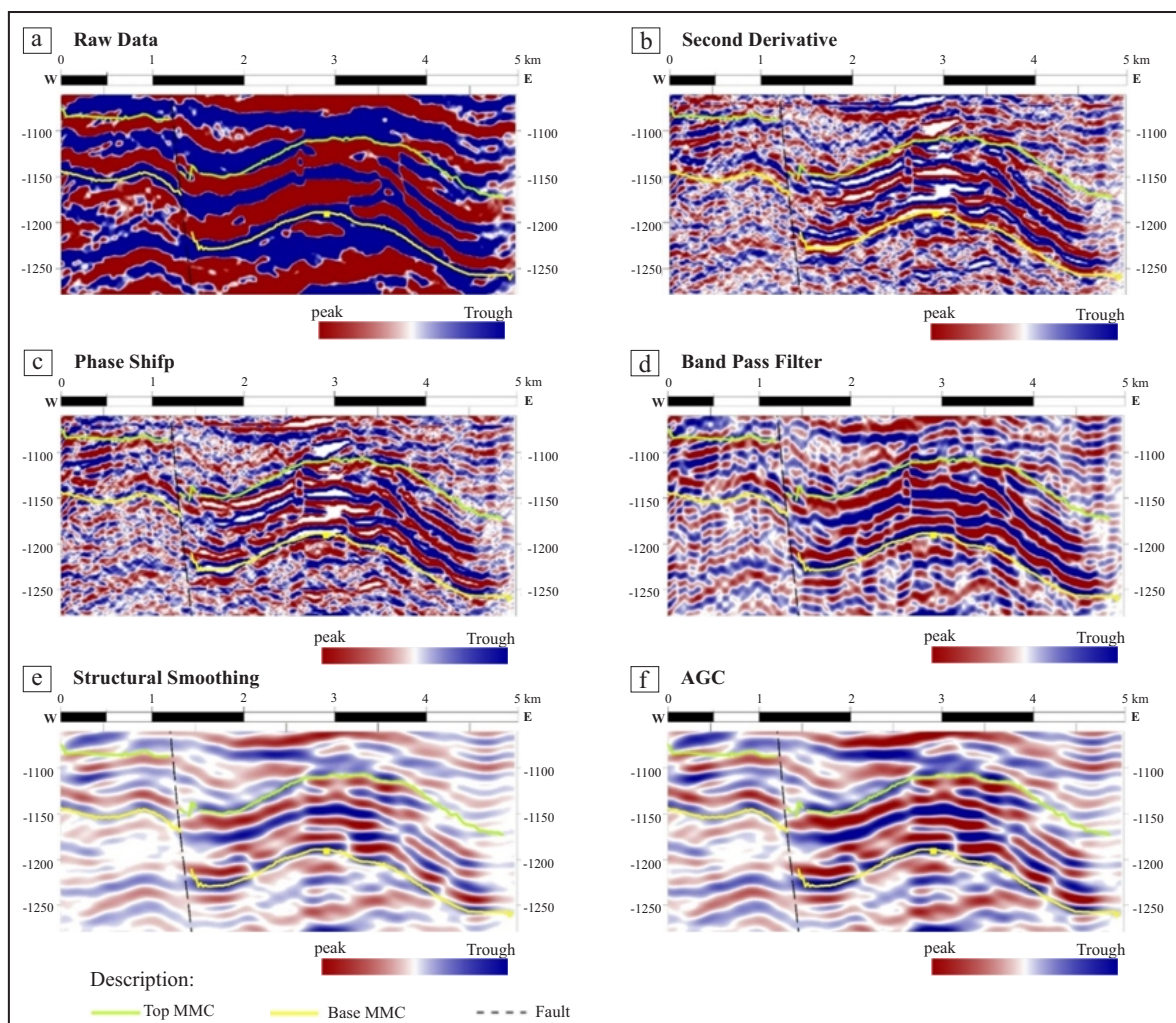 a Raw Data
0 1 2 3 4 5 km
W E
-1100 -1100
-1150 -1150
-1200 -1200
-1250 -1250
peak Trough
b Second Derivative
0 1 2 3 4 5 km
W E
-1100 -1100
-1150 -1150
-1200 -1200
-1250 -1250
peak Trough
c Phase Shifp
0 1 2 3 4 5 km
W E
-1100 -1100
-1150 -1150
-1200 -1200
-1250 -1250
peak Trough
d Band Pass Filter
0 1 2 3 4 5 km
W E
-1100 -1100
-1150 -1150
-1200 -1200
-1250 -1250
peak Trough
e Structural Smoothing
0 1 2 3 4 5 km
W E
-1100 -1100
-1150 -1150
-1200 -1200
-1250 -1250
peak Trough
f AGC
0 1 2 3 4 5 km
W E
-1100 -1100
-1150 -1150
-1200 -1200
-1250 -1250
peak Trough
Description:
Top MMC Base MMC Fault